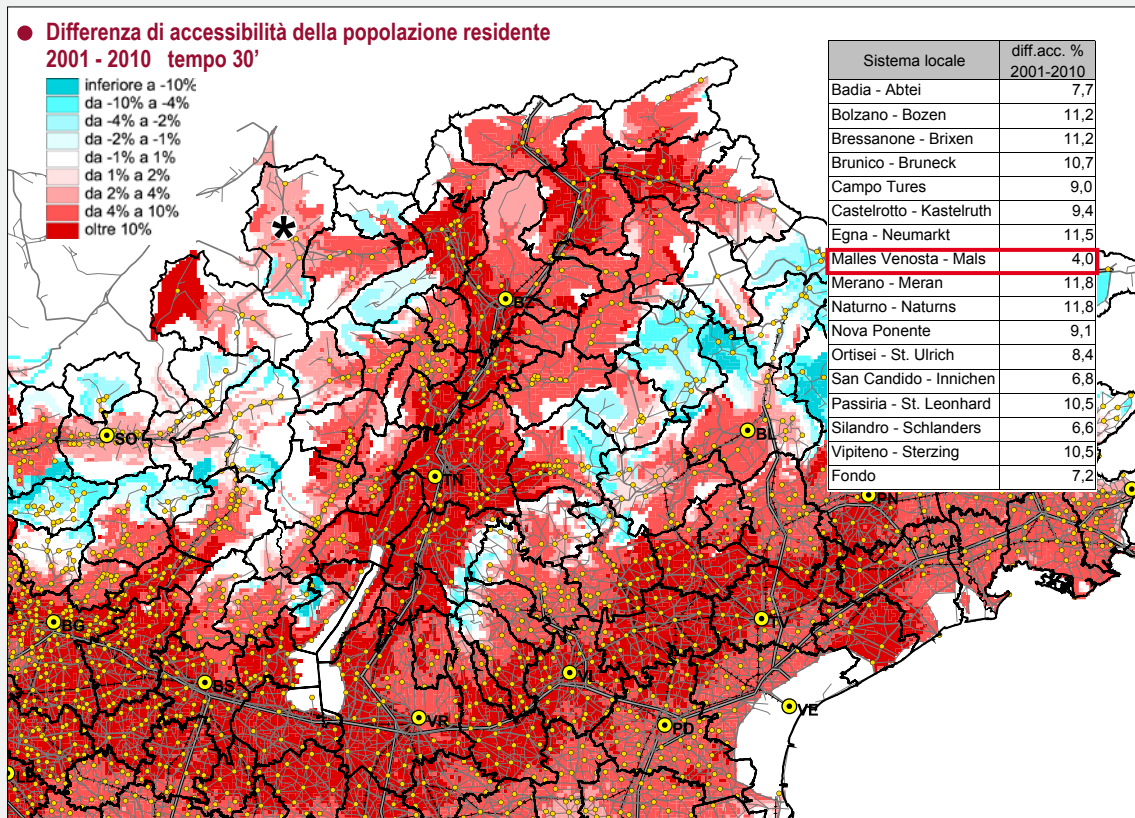 Differenza di accessibilità della popolazione residente
2001 - 2010 tempo 30'
inferiore a -10%
da -10% a -4%
da -4% a -2%
da -2% a -1%
da -1% a 1%
da 1% a 2%
da 2% a 4%
da 4% a 10%
oltre 10%
Sistema locale
diff.acc. %
2001-2010
Badia - Abtei 7,7
Bolzano - Bozen 11,2
Bressanone - Brixen 11,2
Brunico - Bruneck 10,7
Campo Tures 9,0
Castelrotto - Kastelruth 9,4
Egna - Neumarkt 11,5
Malles Venosta - Mals 4,0
Merano - Meran 11,8
Naturno - Naturns 11,8
Nova Ponente 9,1
Ortisei - St. Ulrich 8,4
San Candido - Innichen 6,8
Passiria - St. Leonhard 10,5
Silandro - Schlanders 6,6
Vipiteno - Sterzing 10,5
Fondo 7,2
*
BZ
SO
BL
TN
PN
BG
TV
BS
VI
VR
PD
VE